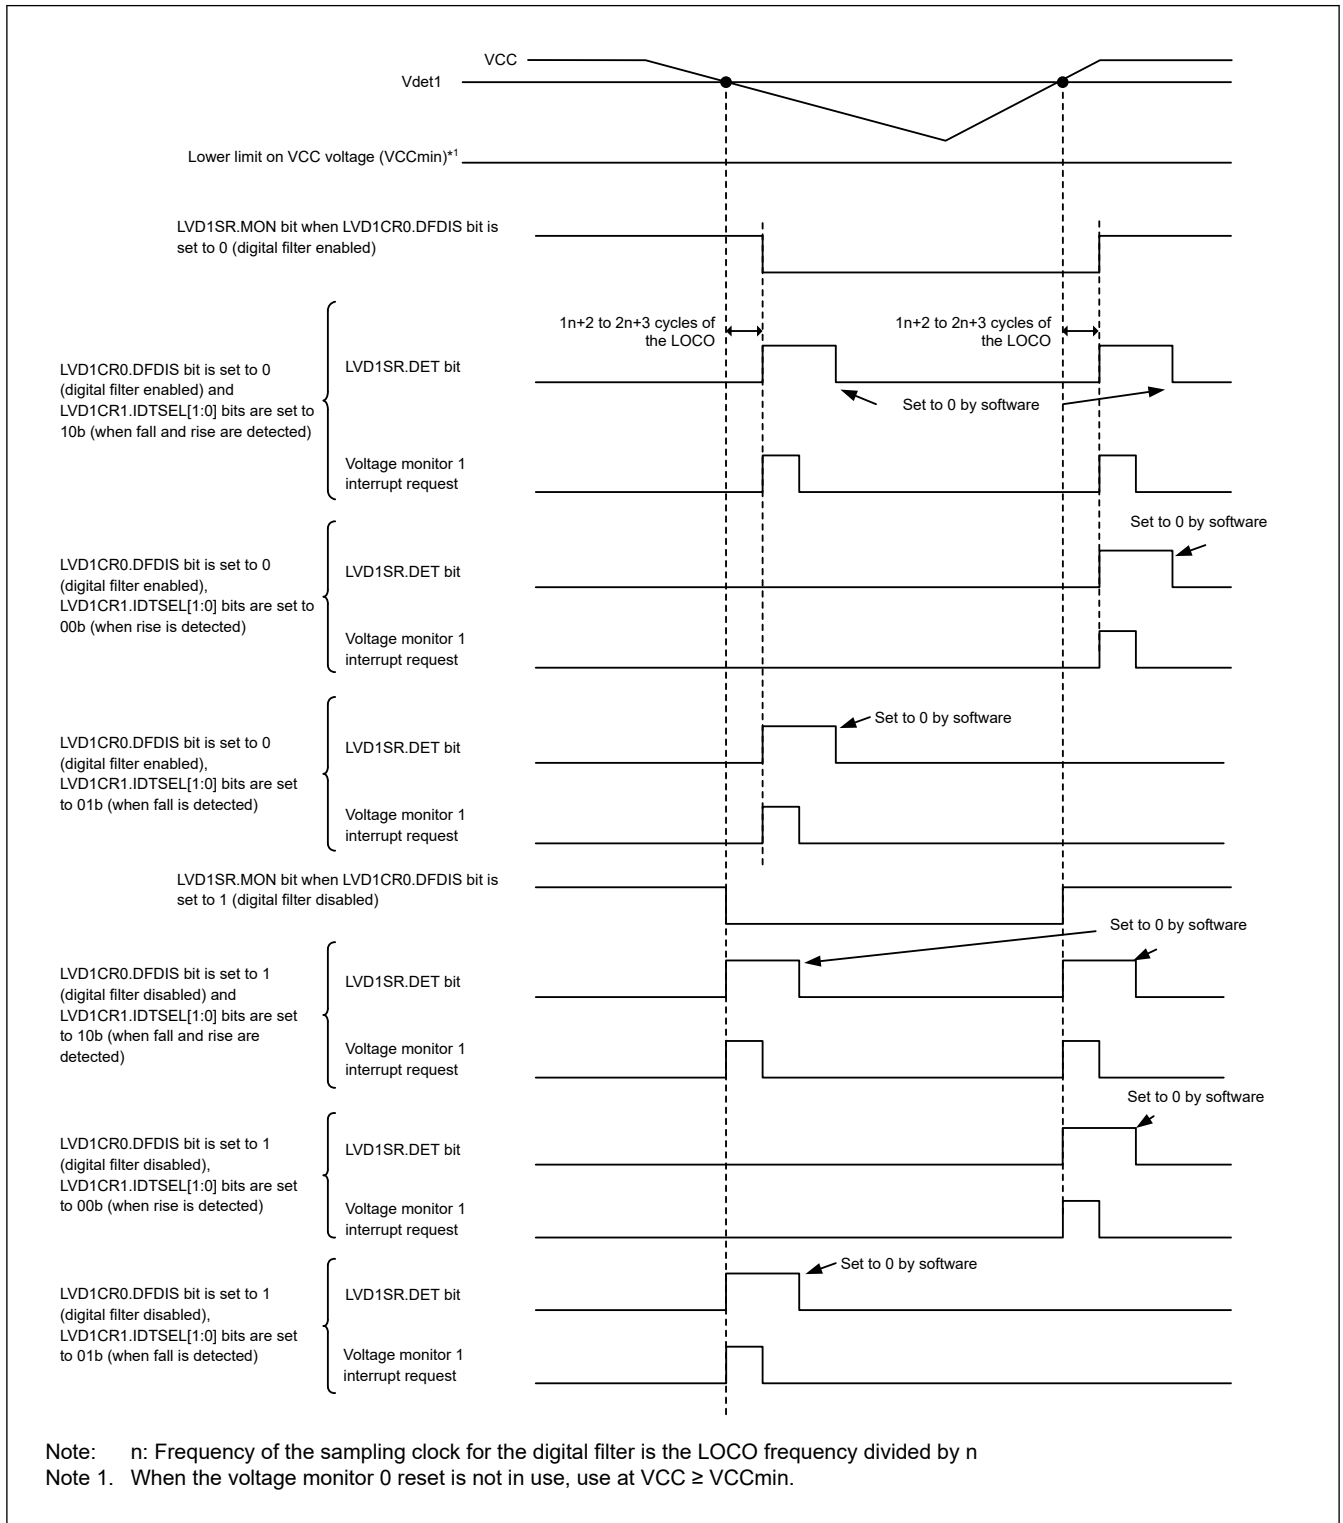 VCC
Vdet1
Lower limit on VCC voltage (VCCmin)*1
LVD1SR.MON bit when LVD1CR0.DFDIS bit is
set to 0 (digital filter enabled)
1n+2 to 2n+3 cycles of
the LOCO
1n+2 to 2n+3 cycles of
the LOCO
LVD1CR0.DFDIS bit is set to 0
(digital filter enabled) and
LVD1CR1.IDTSEL[1:0] bits are set to
10b (when fall and rise are detected)
LVD1SR.DET bit
Set to 0 by software
Voltage monitor 1
interrupt request
Set to 0 by software
LVD1CR0.DFDIS bit is set to 0
(digital filter enabled),
LVD1CR1.IDTSEL[1:0] bits are set to
00b (when rise is detected)
LVD1SR.DET bit
Voltage monitor 1
interrupt request
Set to 0 by software
LVD1CR0.DFDIS bit is set to 0
(digital filter enabled),
LVD1CR1.IDTSEL[1:0] bits are set
to 01b (when fall is detected)
LVD1SR.DET bit
Voltage monitor 1
interrupt request
LVD1SR.MON bit when LVD1CR0.DFDIS bit is
set to 1 (digital filter disabled)
Set to 0 by software
LVD1CR0.DFDIS bit is set to 1
(digital filter disabled) and
LVD1CR1.IDTSEL[1:0] bits are set
to 10b (when fall and rise are
detected)
LVD1SR.DET bit
Voltage monitor 1
interrupt request
Set to 0 by software
LVD1CR0.DFDIS bit is set to 1
(digital filter disabled),
LVD1CR1.IDTSEL[1:0] bits are set
to 00b (when rise is detected)
LVD1SR.DET bit
Voltage monitor 1
interrupt request
Set to 0 by software
LVD1CR0.DFDIS bit is set to 1
(digital filter disabled),
LVD1CR1.IDTSEL[1:0] bits are set
to 01b (when fall is detected)
LVD1SR.DET bit
Voltage monitor 1
interrupt request
Note: n: Frequency of the sampling clock for the digital filter is the LOCO frequency divided by n
Note 1. When the voltage monitor 0 reset is not in use, use at VCC ≥ VCCmin.